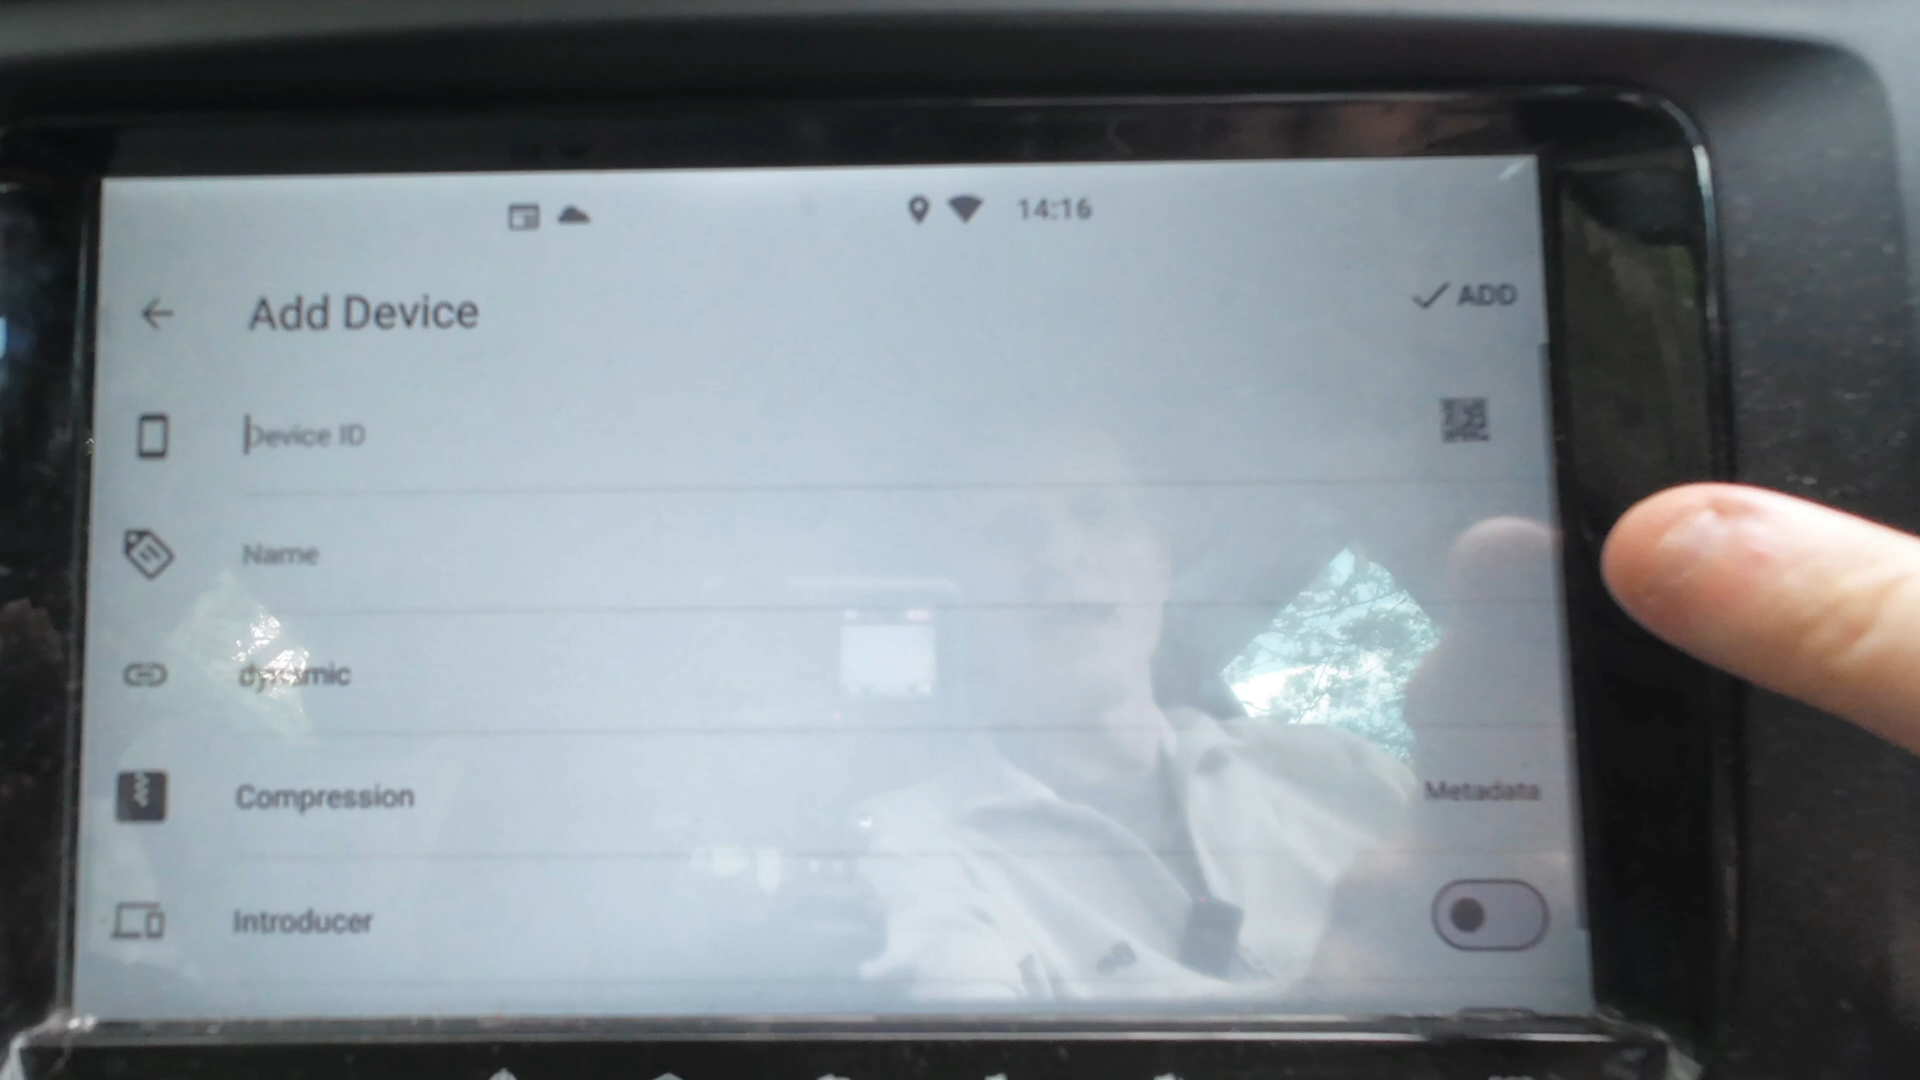 14:16
Add Device
ADD
Device ID
Name
dynamic
Compression
Metadata
Introducer